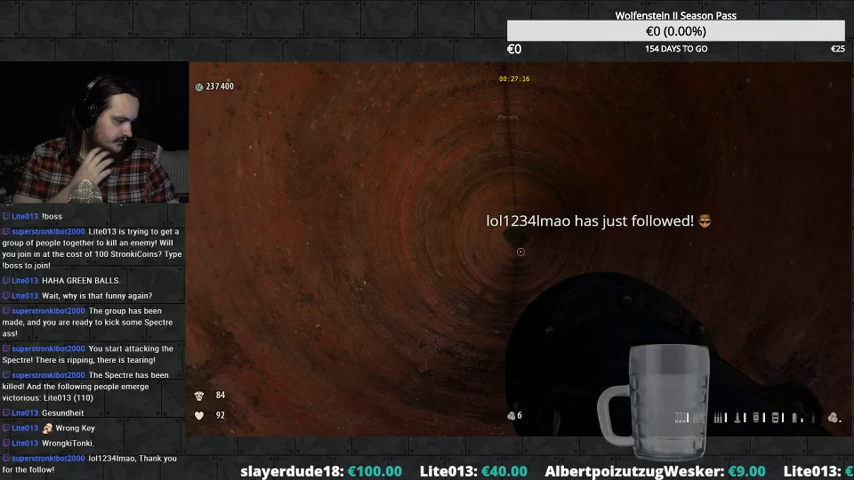 Wolfenstein II Season Pass
€0 (0.00%)
€0
154 DAYS TO GO
€25
237400
08:27:16
lol1234lmao has just followed!
Lite013: !boss
superstronkibot2000: Lite013 is trying to get a
group of people together to kill an enemy! Will
you join in at the cost of 100 StronkiCoins? Type
!boss to join!
Lite013: HAHA GREEN BALLS.
Lite013: Wait, why is that funny again?
superstronkibot2000: The group has been
made, and you are ready to kick some Spectre
ass!
superstronkibot2000: You start attacking the
Spectre! There is ripping, there is tearing!
superstronkibot2000: The Spectre has been
killed! And the following people emerge
victorious: Lite013 (110)
Lite013: Gesundheit
Lite013: Wrong Key
Lite013: WrongkiTonki.
superstronkibot2000: lol1234lmao, Thank you
for the follow!
84
92
6
slayerdude18: €100.00 Lite013: €40.00 AlbertpoizutzugWesker: €9.00 Lite013: €